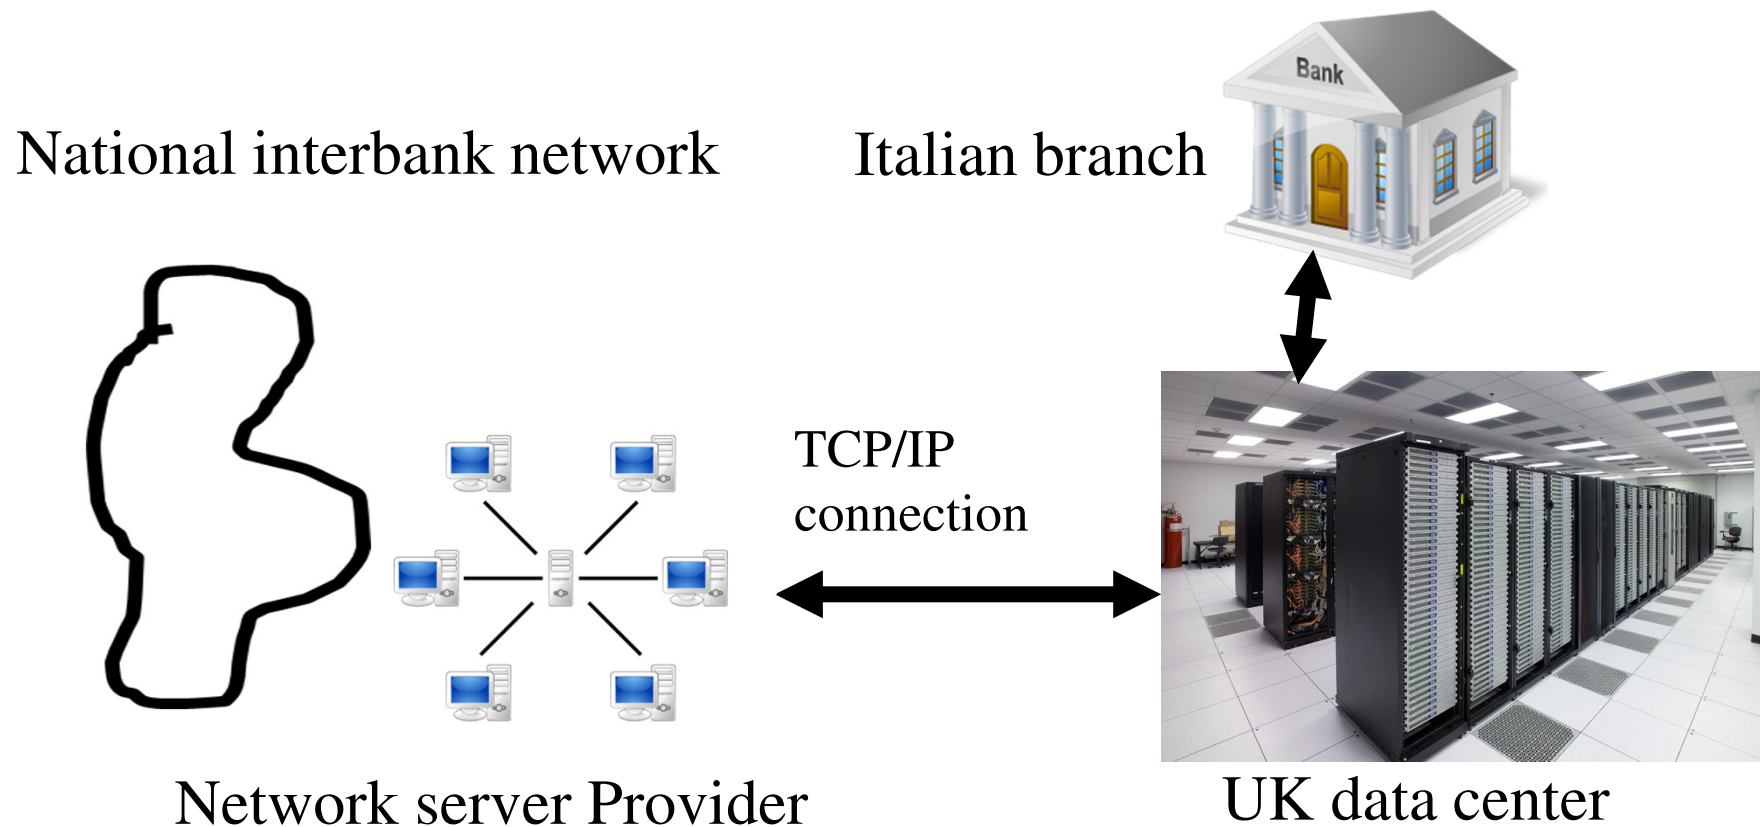 Bank
National interbank network
Italian branch
TCP/IP
connection
Network server Provider
UK data center